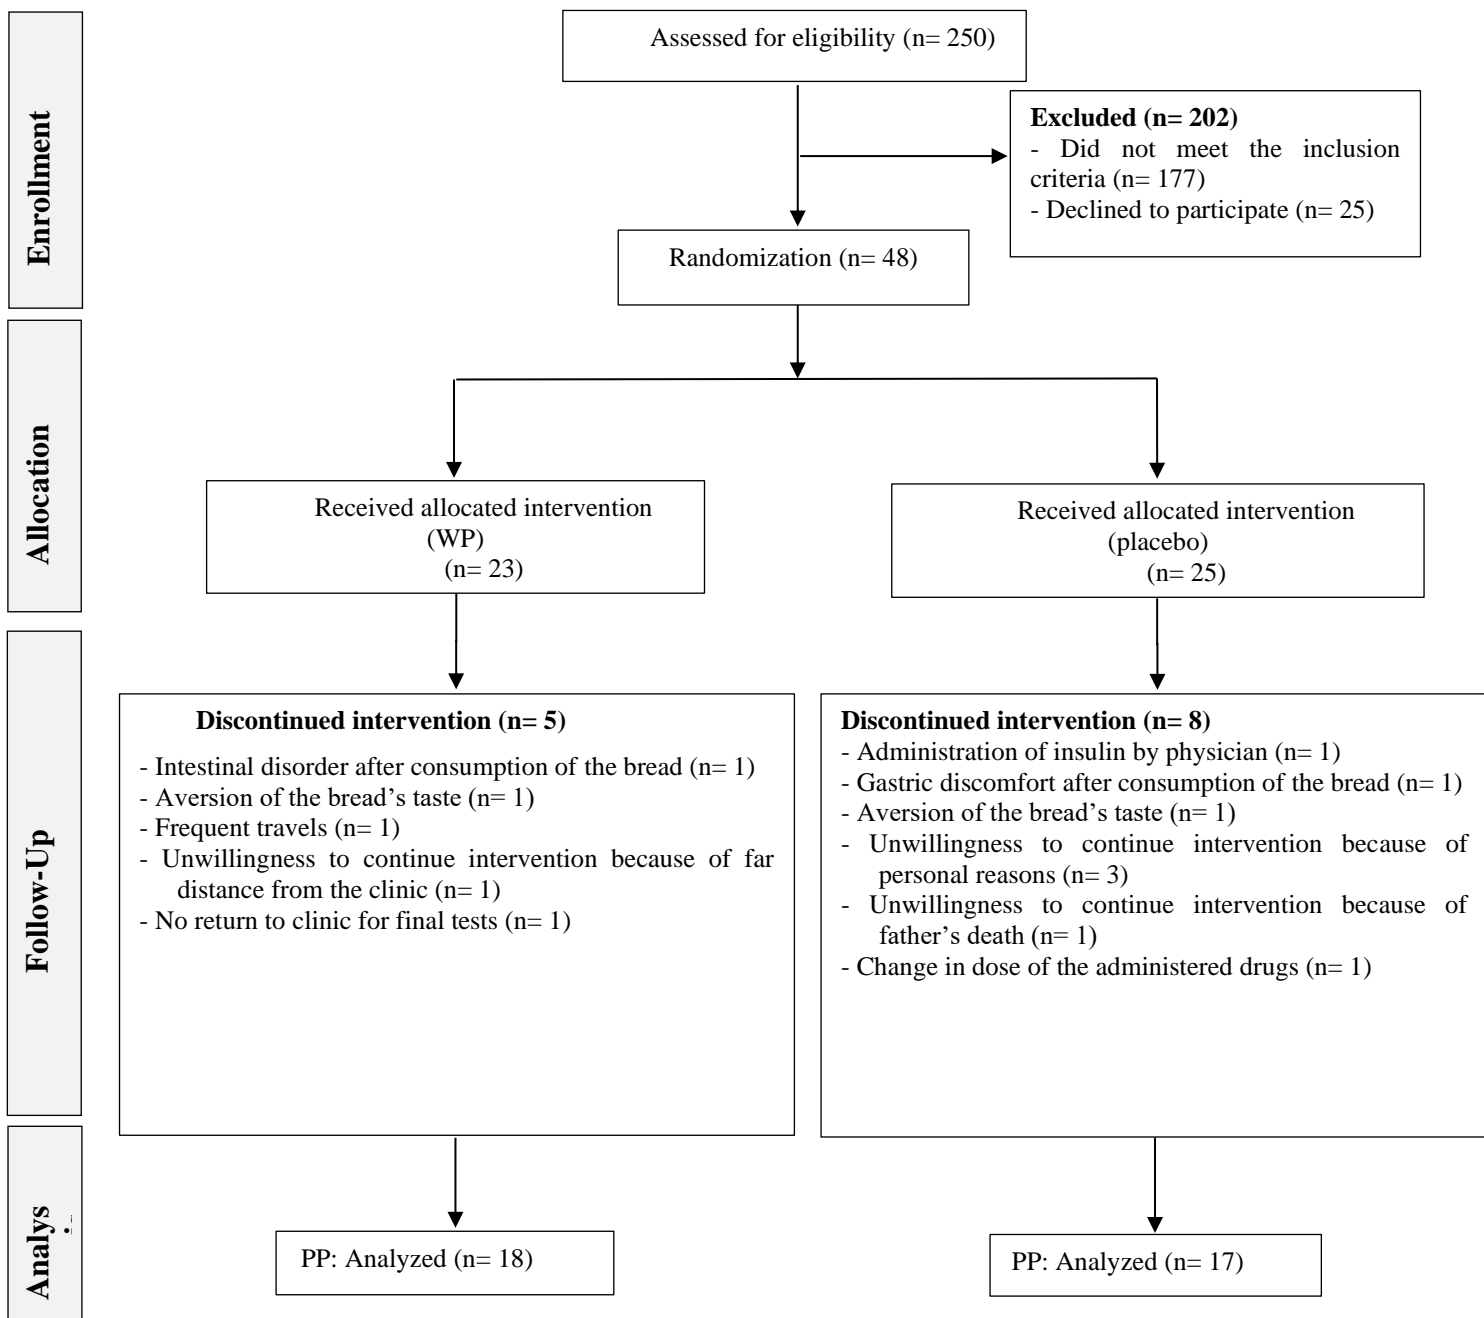 Enrollment
Assessed for eligibility (n= 250)
Excluded (n= 202)
- Did not meet the inclusion
criteria (n= 177)
- Declined to participate (n= 25)
Randomization (n= 48)
Allocation
Received allocated intervention
(WP)
(n= 23)
Received allocated intervention
(placebo)
(n= 25)
Follow-Up
Discontinued intervention (n= 5)
- Intestinal disorder after consumption of the bread (n= 1)
- Aversion of the bread’s taste (n= 1)
- Frequent travels (n= 1)
- Unwillingness to continue intervention because of far
distance from the clinic (n= 1)
- No return to clinic for final tests (n= 1)
Discontinued intervention (n= 8)
- Administration of insulin by physician (n= 1)
- Gastric discomfort after consumption of the bread (n= 1)
- Aversion of the bread’s taste (n= 1)
- Unwillingness to continue intervention because of
personal reasons (n= 3)
- Unwillingness to continue intervention because of
father’s death (n= 1)
- Change in dose of the administered drugs (n= 1)
Analys
PP: Analyzed (n= 18)
PP: Analyzed (n= 17)